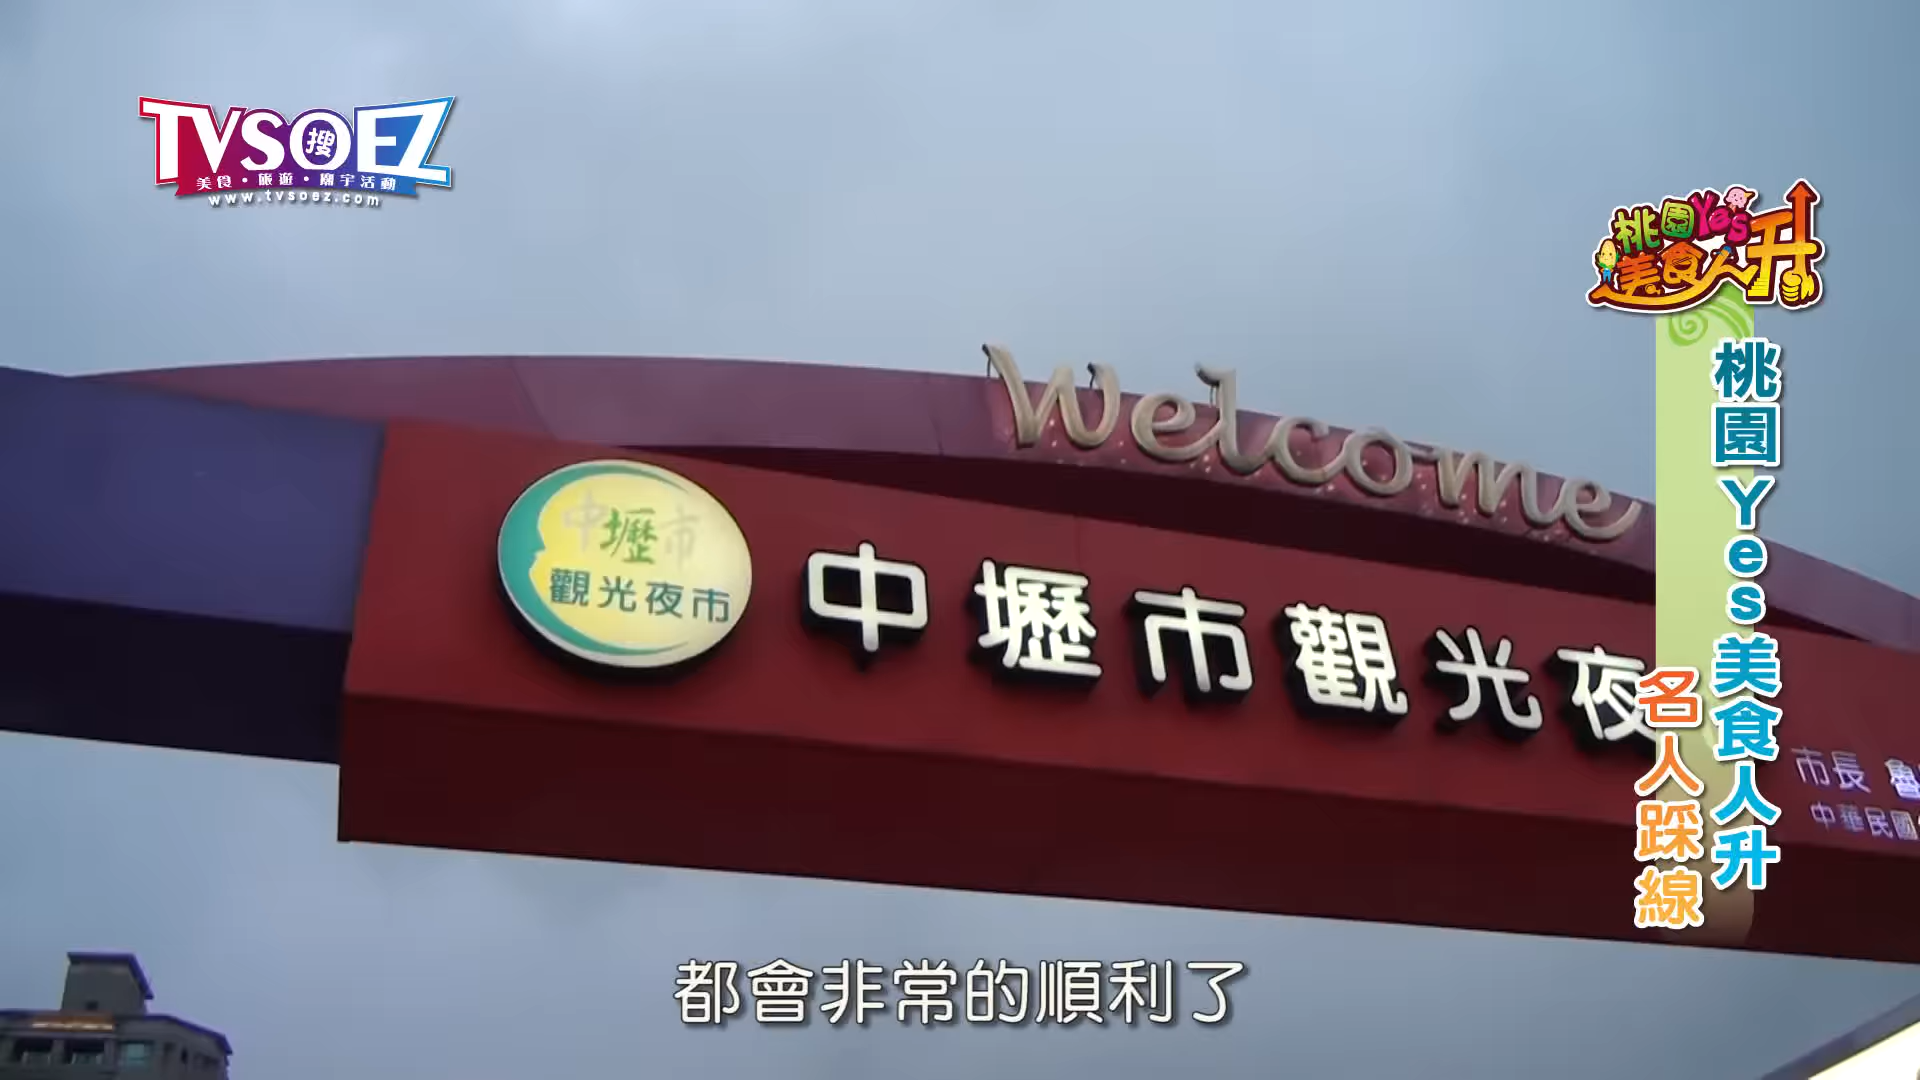 TVSOEZ
搜
美食・旅遊・廟宇活動
www.tvsoez.com
桃園Yes
美食人升
桃園Yes美食人升
名人踩線
Welcome
中壢市
觀光夜市
中壢市觀光夜
市長
中華民國
都會非常的順利了